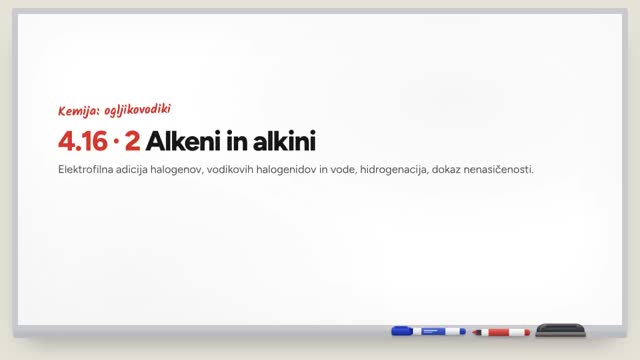 Kemija: ogljikovodiki
4.16 · 2 Alkeni in alkini
Elektrofilna adicija halogenov, vodikovih halogenidov in vode, hidrogenacija, dokaz nenasičenosti.